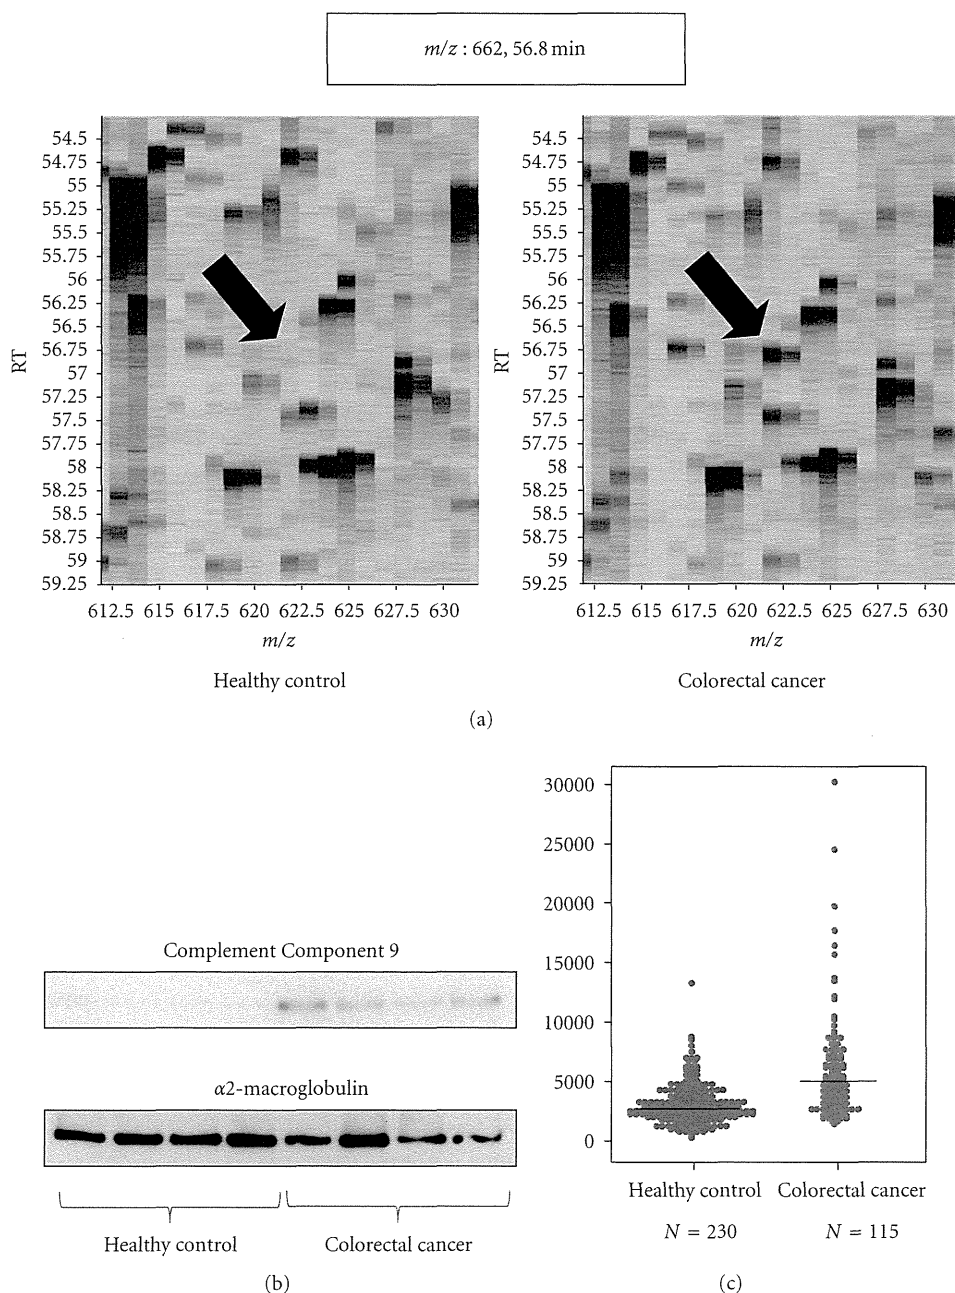 m/z : 662, 56.8 min
RT
54.5
54.75
55
55.25
55.5
55.75
56
56.25
56.5
56.75
57
57.25
57.5
57.75
58
58.25
58.5
58.75
59
59.25
612.5 615 617.5 620 622.5 625 627.5 630
m/z
Healthy control
RT
54.5
54.75
55
55.25
55.5
55.75
56
56.25
56.5
56.75
57
57.25
57.5
57.75
58
58.25
58.5
58.75
59
59.25
612.5 615 617.5 620 622.5 625 627.5 630
m/z
Colorectal cancer
(a)
Complement Component 9
α2-macroglobulin
Healthy control Colorectal cancer
(b)
30000
25000
20000
15000
10000
5000
0
Healthy control Colorectal cancer
N = 230 N = 115
(c)